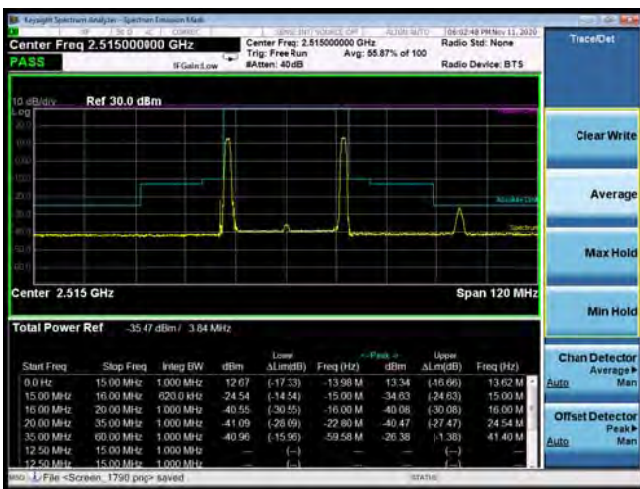 Keysight Spectrum Analyzer - Spectrum Emission Mask
Center Freq 2.515000000 GHz
PASS
IFGain:Low
Center Freq: 2.515000000 GHz
Trig: Free Run
Avg: 55.87% of 100
#Atten: 40dB
06:02:48 PM Nov 11, 2020
Radio Std: None
Radio Device: BTS
Trace/Det
10 dB/div
Ref 30.0 dBm
Log
Spectrum
Center 2.515 GHz
Span 120 MHz
Total Power Ref -35.47 dBm / 3.84 MHz
Lower <-Peak-> Upper
Start Freq Stop Freq Integ BW dBm ΔLim(dB) Freq (Hz) dBm ΔLim(dB) Freq (Hz)
0.0 Hz 15.00 MHz 1.000 MHz 12.67 (-17.33) -13.98 M 13.34 (-16.66) 13.62 M
15.00 MHz 16.00 MHz 620.0 kHz -24.54 (-14.54) -15.00 M -34.63 (-24.63) 15.00 M
16.00 MHz 20.00 MHz 1.000 MHz -40.55 (-30.55) -16.00 M -40.08 (-30.08) 16.00 M
20.00 MHz 35.00 MHz 1.000 MHz -41.09 (-28.09) -22.80 M -40.47 (-27.47) 24.54 M
35.00 MHz 60.00 MHz 1.000 MHz -40.96 (-15.96) -59.58 M -26.38 (-1.38) 41.40 M
12.50 MHz 15.00 MHz 1.000 MHz --- (---) --- (---) ---
12.50 MHz 15.00 MHz 1.000 MHz
Clear Write
Average
Max Hold
Min Hold
Chan Detector
Average
Auto Man
Offset Detector
Peak
Auto Man
MSG File <Screen_1790.png> saved
STATUS